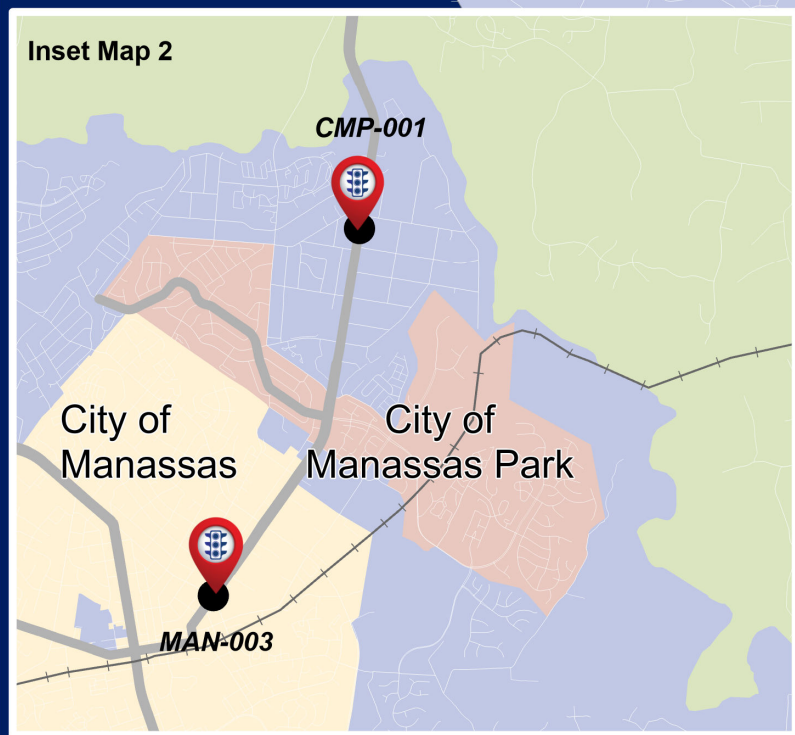 Inset Map 2
CMP-001
City of
Manassas
City of
Manassas Park
MAN-003